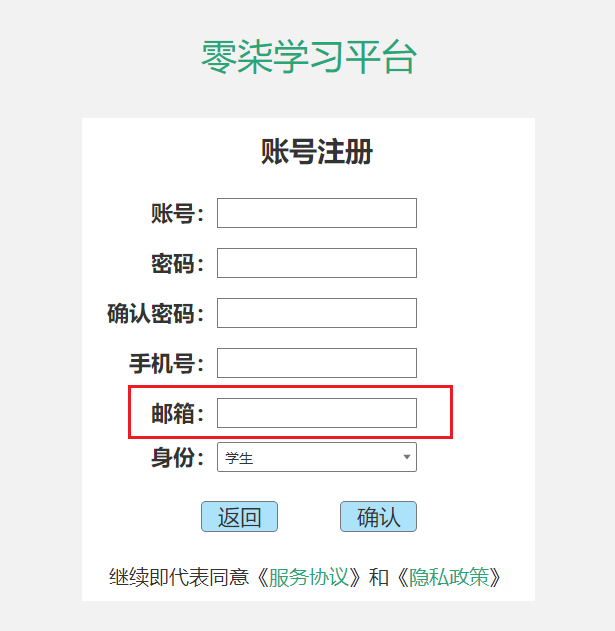 零柒学习平台
账号注册
账号：
密码：
确认密码：
手机号：
邮箱：
身份： 学生
返回 确认
继续即代表同意《服务协议》和《隐私政策》